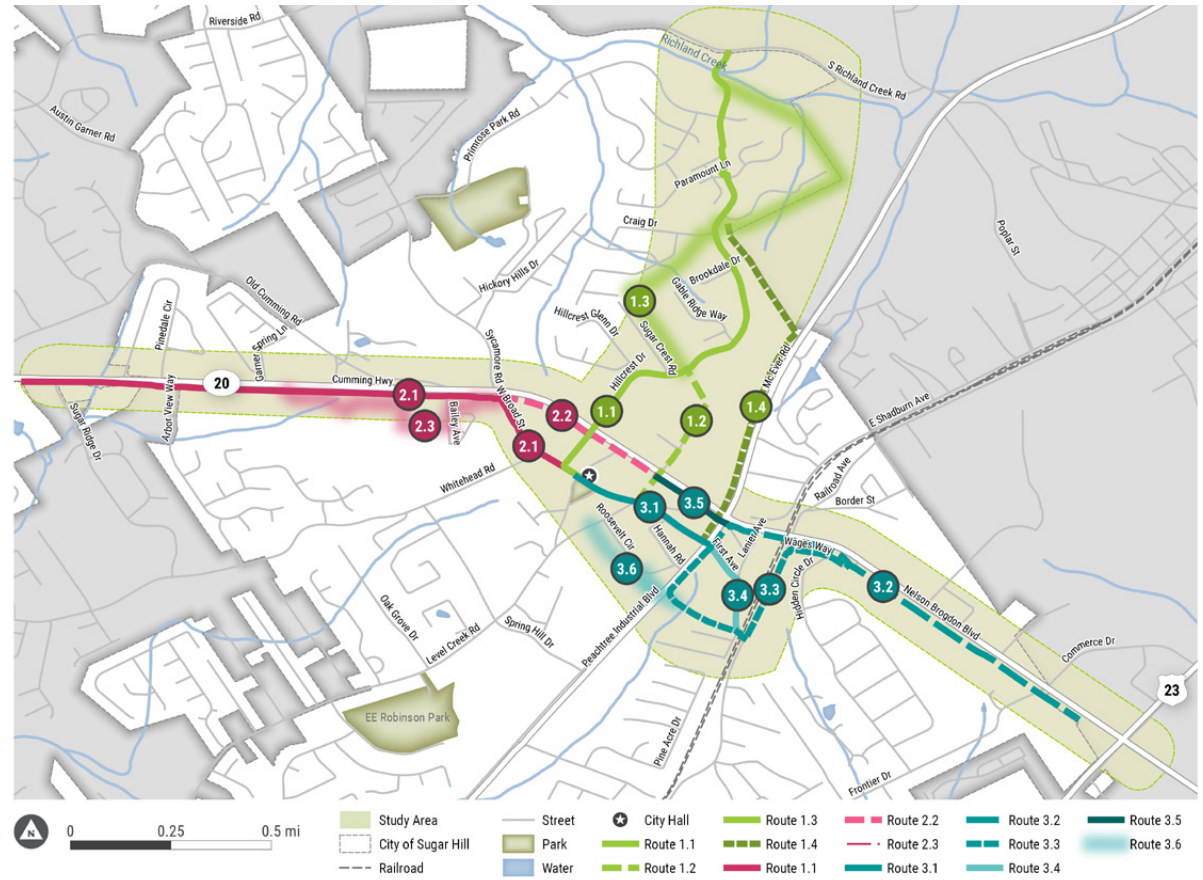 Riverside Rd
Richland Creek
S Richland Creek Rd
Austin Garner Rd
Primrose Park Rd
Paramount Ln
Craig Dr
Poplar St
Hickory Hills Dr
Brookdale Dr
Old Cumming Rd
Gable Ridge Way
1.3
Pinedale Cir
Hillcrest Glenn Dr
Sugar Crest Rd
Garner Spring Ln
Sycamore Rd
Hillcrest Dr
Mc Ever Rd
20
Cumming Hwy
2.1
Arbor View Way
Sugar Ridge Dr
2.3
Bailey Ave
W Broad St
2.2
1.1
1.2
1.4
E Shadburn Ave
2.1
Whitehead Rd
Railroad Ave
Border St
3.1
3.5
Roosevelt Cir
Hannah Rd
First Ave
Lanier Ave
Wages Way
3.6
3.4
3.3
3.2
Hidden Circle Dr
Nelson Brogdon Blvd
Oak Grove Dr
Level Creek Rd
Spring Hill Dr
Peachtree Industrial Blvd
Commerce Dr
23
EE Robinson Park
Pine Acre Dr
Frontier Dr
N
0 0.25 0.5 mi
Study Area
City of Sugar Hill
Railroad
Street
Park
Water
City Hall
Route 1.1
Route 1.2
Route 1.3
Route 1.4
Route 1.1
Route 2.2
Route 2.3
Route 3.1
Route 3.2
Route 3.3
Route 3.4
Route 3.5
Route 3.6